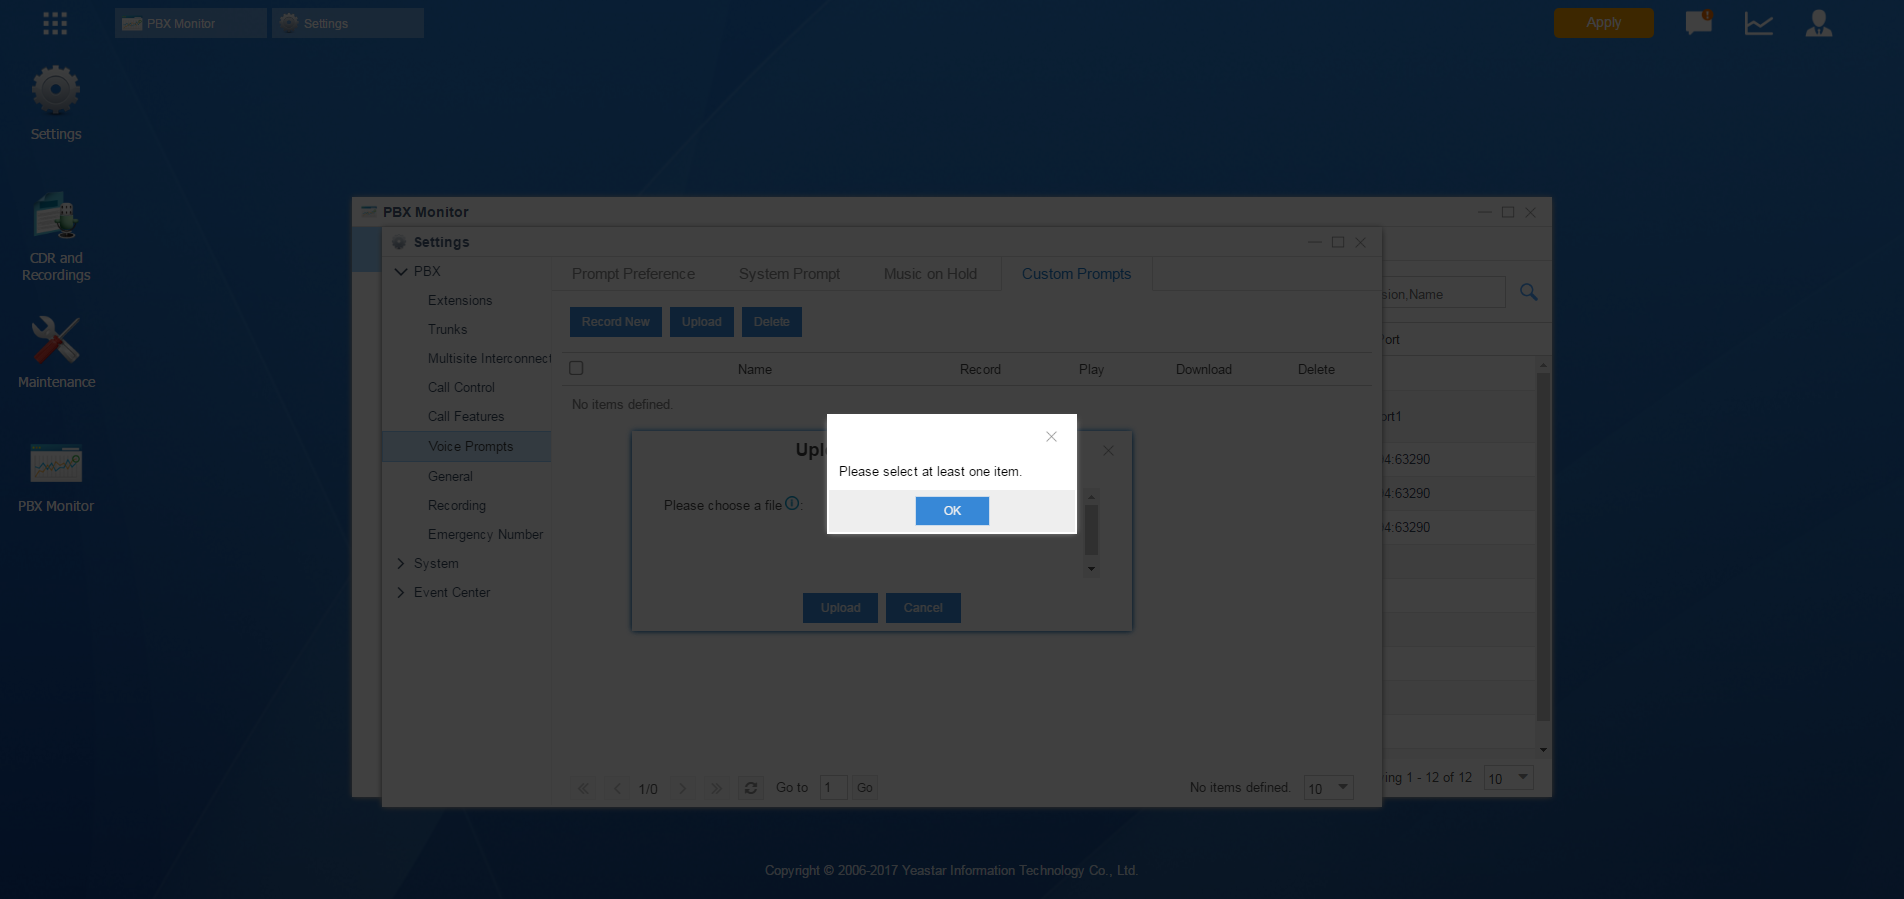 PBX Monitor
Settings
Apply
Settings
CDR and
Recordings
Maintenance
PBX Monitor
PBX Monitor
Settings
PBX
Extensions
Trunks
Multisite Interconnect
Call Control
Call Features
Voice Prompts
General
Recording
Emergency Number
System
Event Center
Prompt Preference
System Prompt
Music on Hold
Custom Prompts
Record New
Upload
Delete
Name Record Play Download Delete
No items defined.
Please choose a file :
Upload
Cancel
Please select at least one item.
OK
1/0
Go to
1
Go
No items defined.
10
sion,Name
ort
ort1
4:63290
4:63290
4:63290
ing 1 - 12 of 12
10
Copyright © 2006-2017 Yeastar Information Technology Co., Ltd.